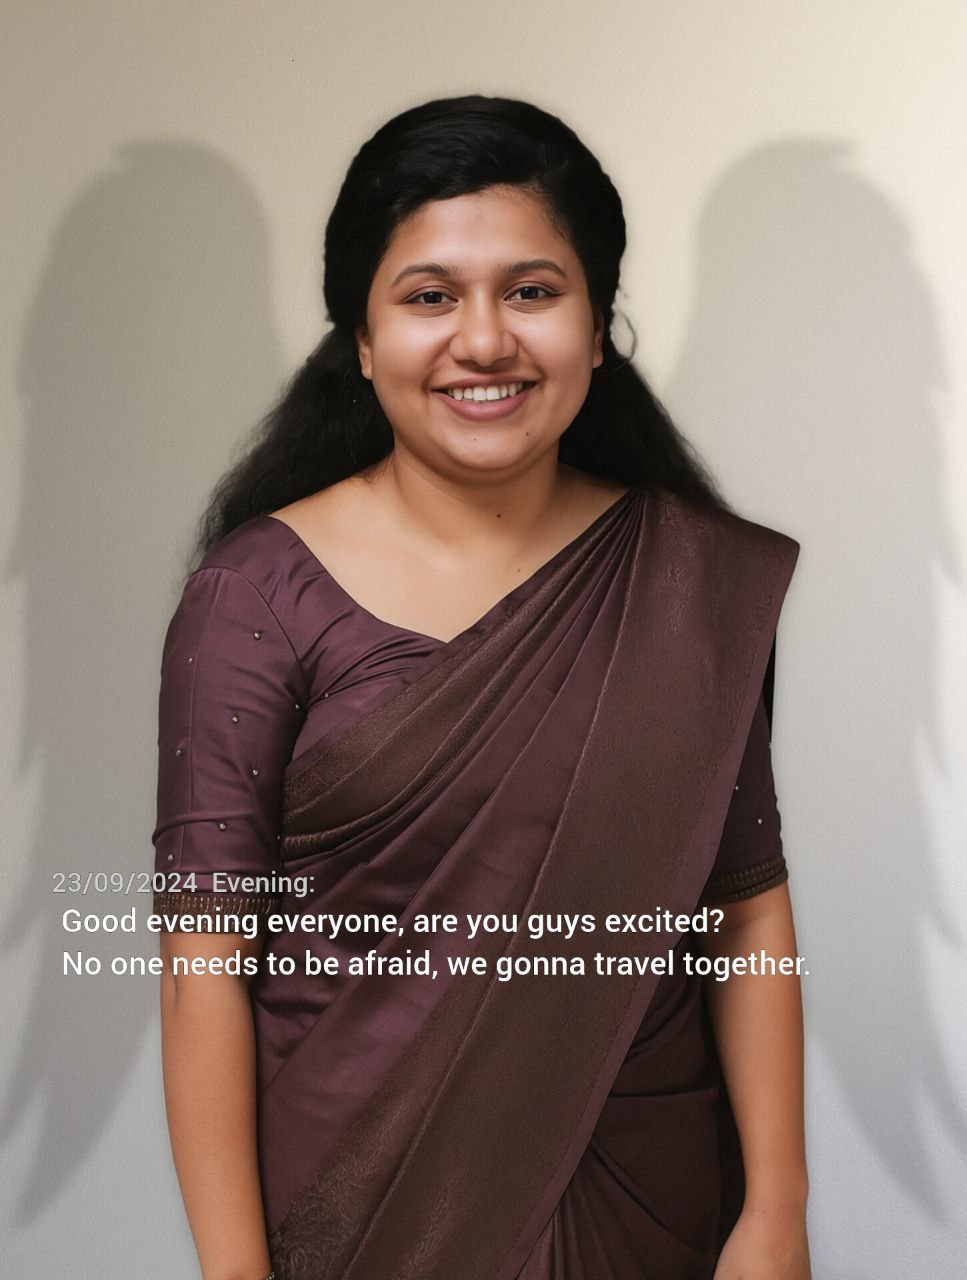 23/09/2024 Evening:
Good evening everyone, are you guys excited?
No one needs to be afraid, we gonna travel together.